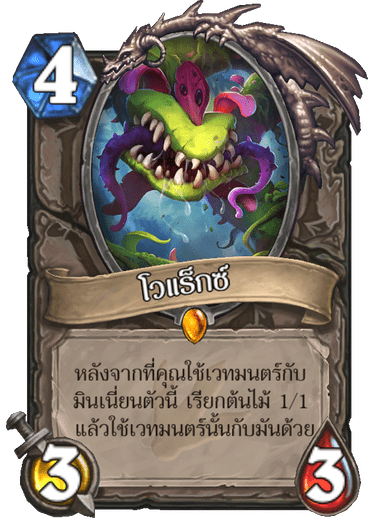 4
โวแร็กซ์
หลังจากที่คุณใช้เวทมนตร์กับ
มินเนี่ยนตัวนี้ เรียกต้นไม้ 1/1
แล้วใช้เวทมนตร์นั้นกับมันด้วย
3 3